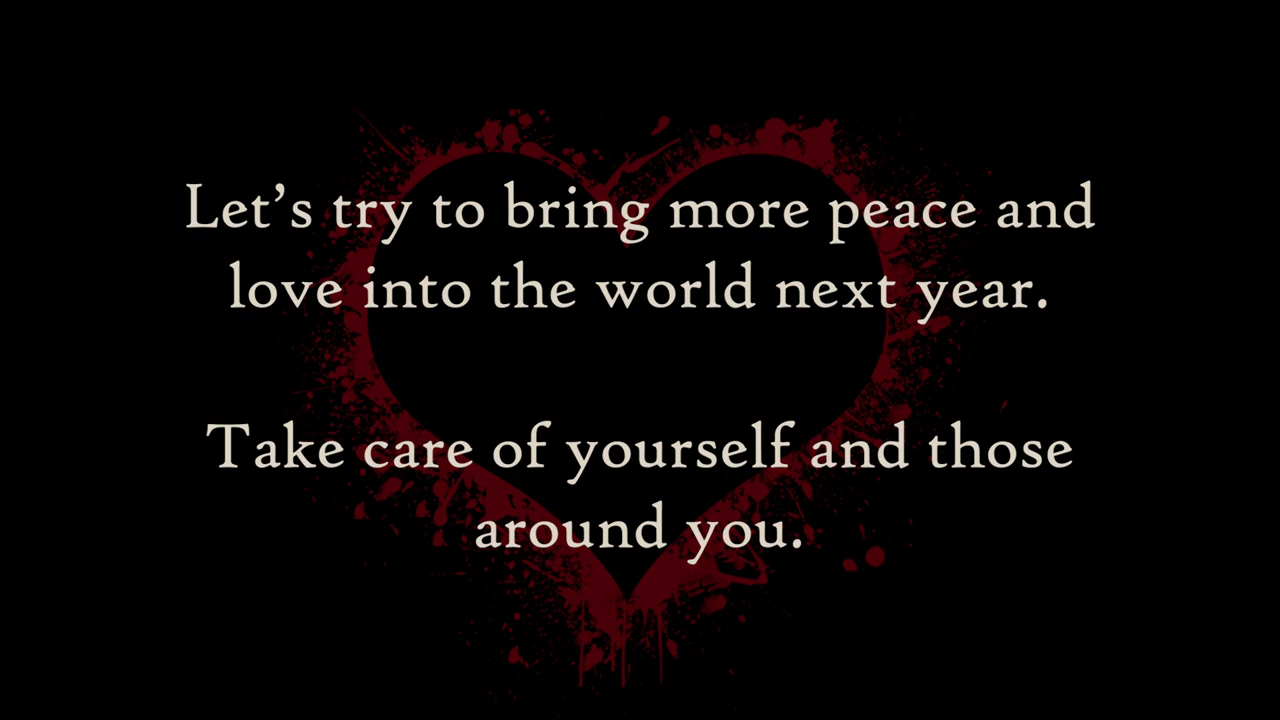 Let’s try to bring more peace and
love into the world next year.
Take care of yourself and those
around you.